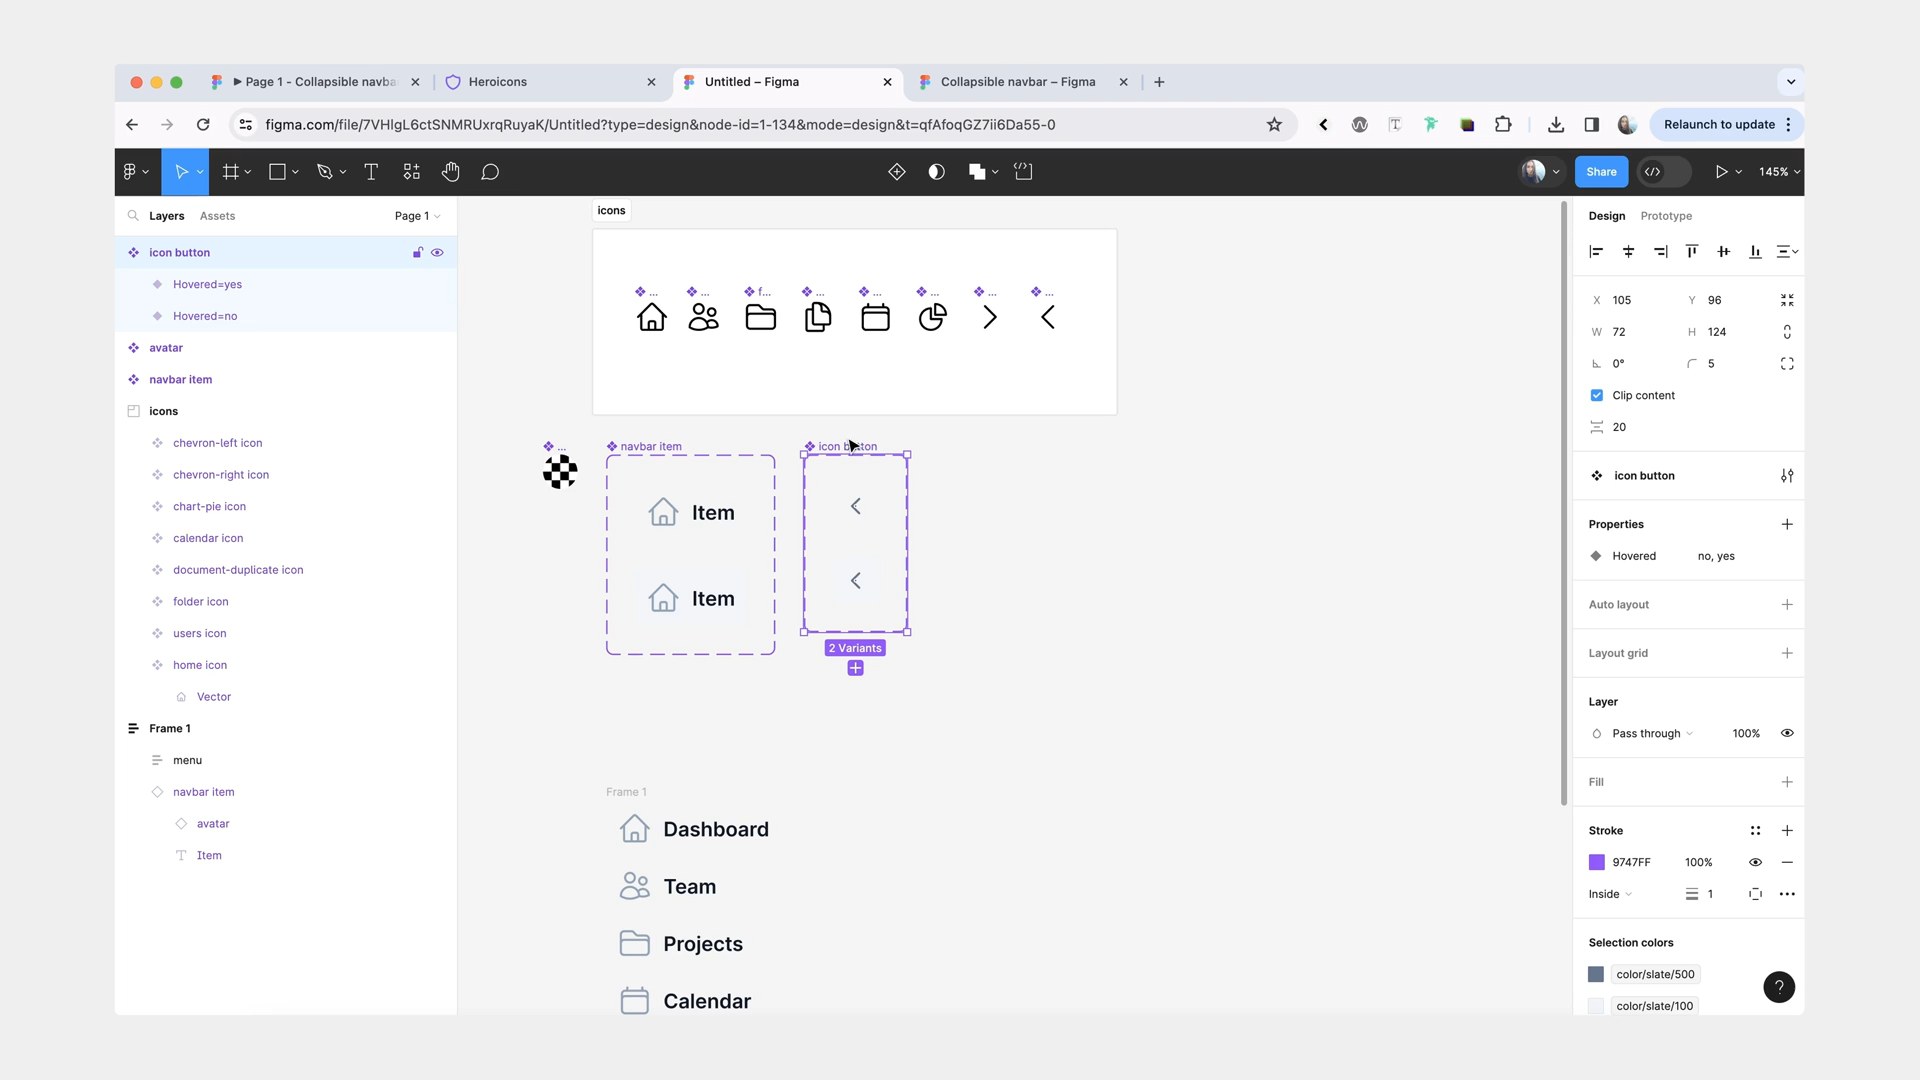 Page 1 - Collapsible navba
Heroicons
Untitled – Figma
Collapsible navbar – Figma
figma.com/file/7VHlgL6ctSNMRUxrqRuyaK/Untitled?type=design&node-id=1-134&mode=design&t=qfAfoqGZ7ii6Da55-0
Relaunch to update
Share
145%
Layers
Assets
Page 1
icon button
Hovered=yes
Hovered=no
avatar
navbar item
icons
chevron-left icon
chevron-right icon
chart-pie icon
calendar icon
document-duplicate icon
folder icon
users icon
home icon
Vector
Frame 1
menu
navbar item
avatar
Item
icons
...
...
f...
...
...
...
...
...
...
navbar item
icon button
Item
Item
2 Variants
Frame 1
Dashboard
Team
Projects
Calendar
Design
Prototype
X 105 Y 96
W 72 H 124
0° 5
Clip content
20
icon button
Properties
Hovered no, yes
Auto layout
Layout grid
Layer
Pass through 100%
Fill
Stroke
9747FF 100%
Inside 1
Selection colors
color/slate/500
color/slate/100
?